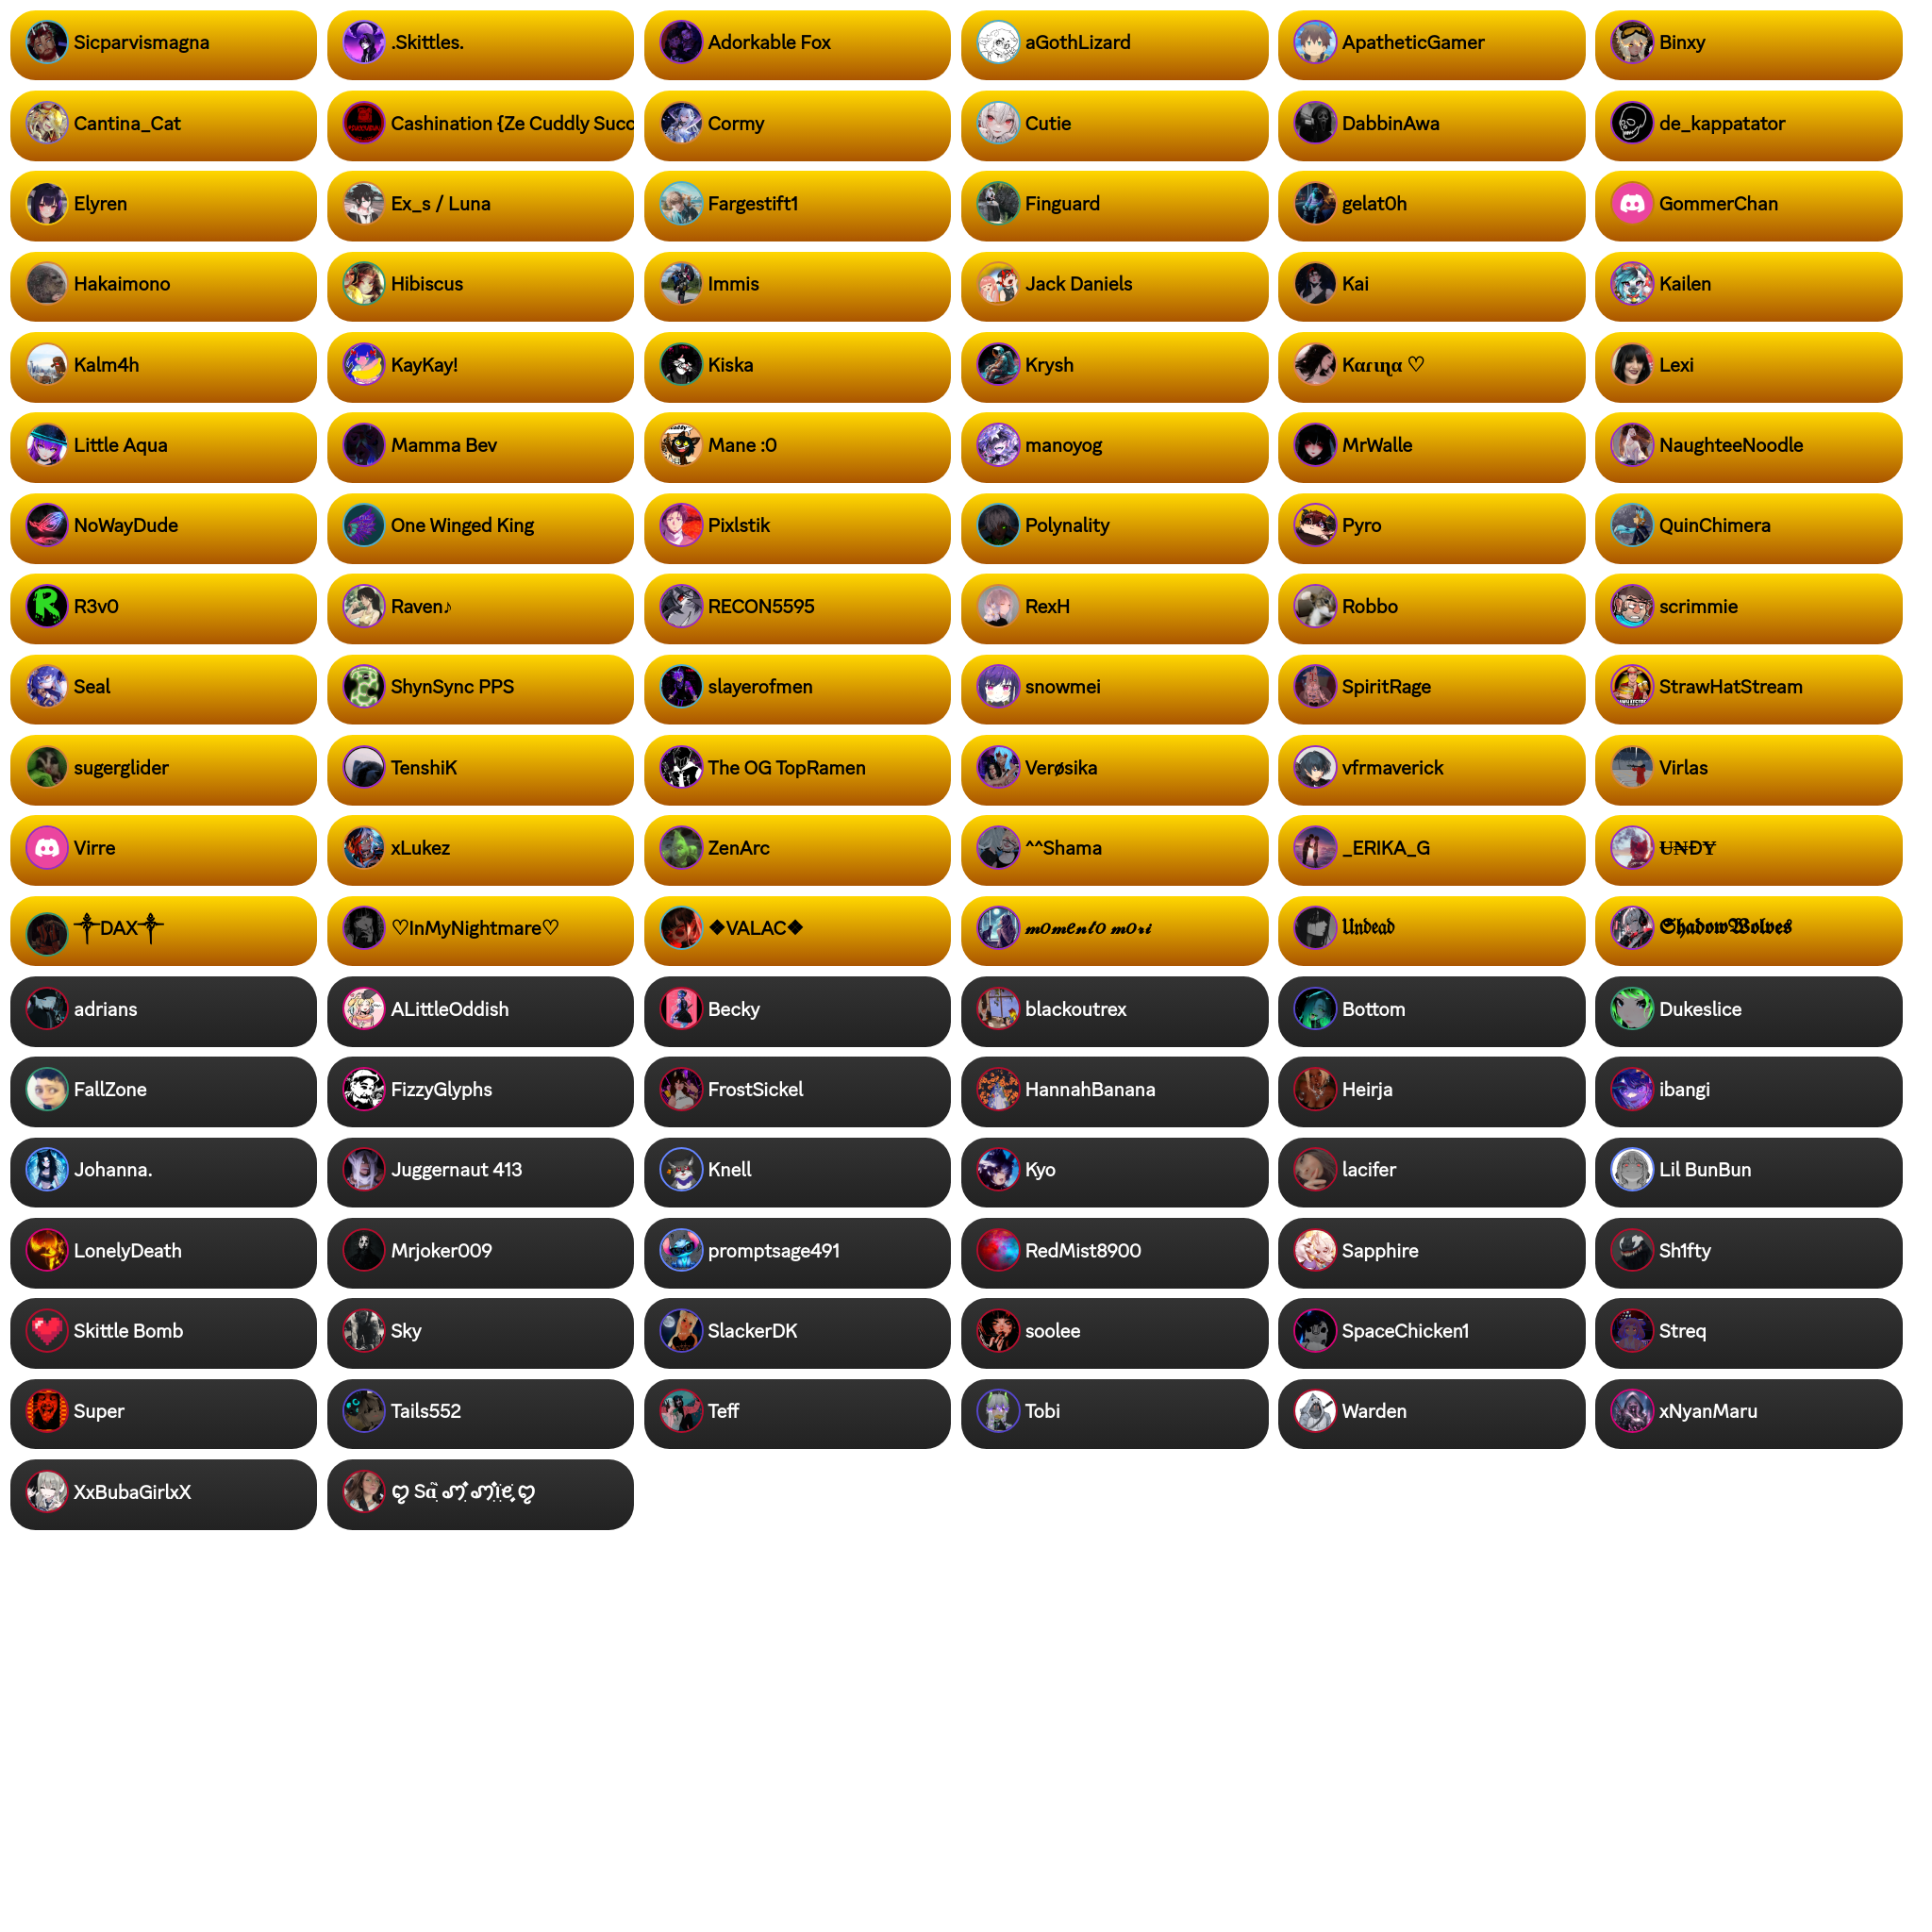 Sicparvismagna
.Skittles.
Adorkable Fox
aGothLizard
ApatheticGamer
Binxy
Cantina_Cat
Cashination {Ze Cuddly Succ
Cormy
Cutie
DabbinAwa
de_kappatator
Elyren
Ex_s / Luna
Fargestift1
Finguard
gelat0h
GommerChan
Hakaimono
Hibiscus
Immis
Jack Daniels
Kai
Kailen
Kalm4h
KayKay!
Kiska
Krysh
Kαɾιηα ♡
Lexi
Little Aqua
Mamma Bev
Mane :0
manoyog
MrWalle
NaughteeNoodle
NoWayDude
One Winged King
Pixlstik
Polynality
Pyro
QuinChimera
R3v0
Raven♪
RECON5595
RexH
Robbo
scrimmie
Seal
ShynSync PPS
slayerofmen
snowmei
SpiritRage
StrawHatStream
sugerglider
TenshiK
The OG TopRamen
Verøsika
vfrmaverick
Virlas
Virre
xLukez
ZenArc
^^Shama
_ERIKA_G
U̶₦ĐɎ
⸸DAX⸸
♡InMyNightmare♡
❖VALAC❖
𝓶𝓸𝓶𝓮𝓷𝓽𝓸 𝓶𝓸𝓻𝓲
𝔘𝔫𝔡𝔢𝔞𝔡
𝕾𝖍𝖆𝖉𝖔𝖜𝖂𝖔𝖑𝖛𝖊𝖘
adrians
ALittleOddish
Becky
blackoutrex
Bottom
Dukeslice
FallZone
FizzyGlyphs
FrostSickel
HannahBanana
Heirja
ibangi
Johanna.
Juggernaut 413
Knell
Kyo
lacifer
Lil BunBun
LonelyDeath
Mrjoker009
promptsage491
RedMist8900
Sapphire
Sh1fty
Skittle Bomb
Sky
SlackerDK
soolee
SpaceChicken1
Streq
Super
Tails552
Teff
Tobi
Warden
xNyanMaru
XxBubaGirlxX